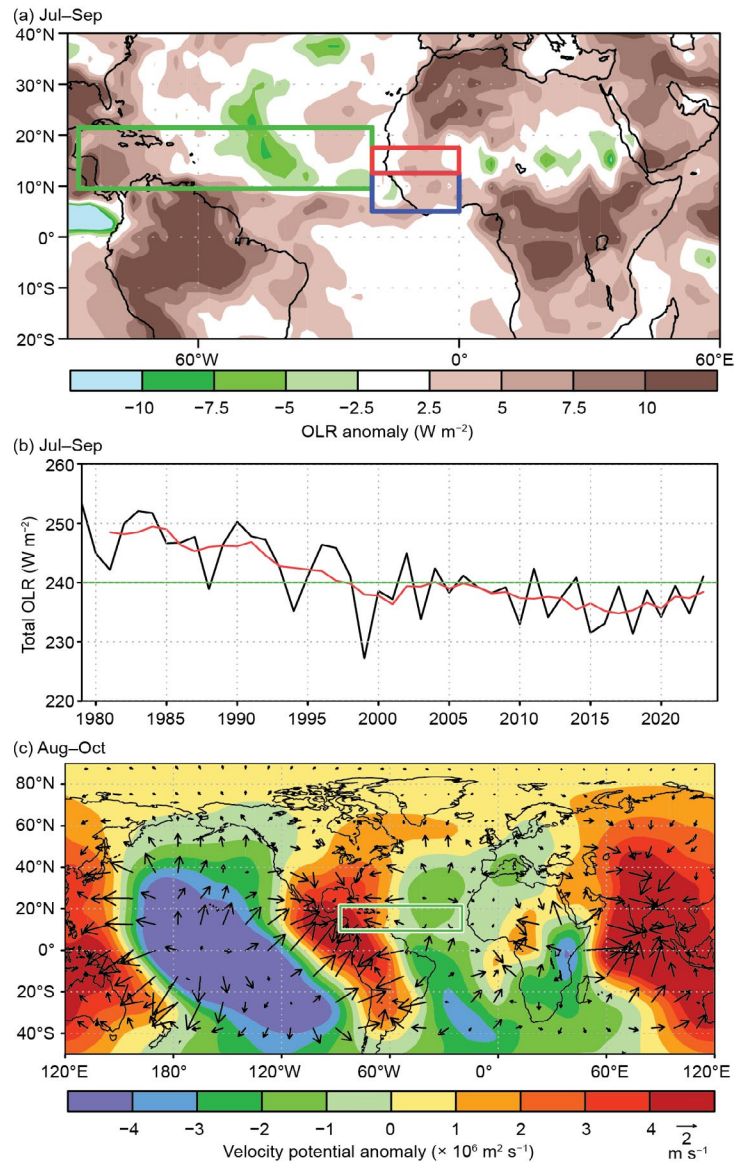 (a) Jul–Sep
40°N
30°N
20°N
10°N
0°
10°S
20°S
60°W 0° 60°E
−10 −7.5 −5 −2.5 2.5 5 7.5 10
OLR anomaly (W m⁻²)
(b) Jul–Sep
260
250
240
230
220
Total OLR (W m⁻²)
1980 1985 1990 1995 2000 2005 2010 2015 2020
(c) Aug–Oct
80°N
60°N
40°N
20°N
0°
20°S
40°S
120°E 180° 120°W 60°W 0° 60°E 120°E
−4 −3 −2 −1 0 1 2 3 4 2
Velocity potential anomaly (× 10⁶ m² s⁻¹) m s⁻¹